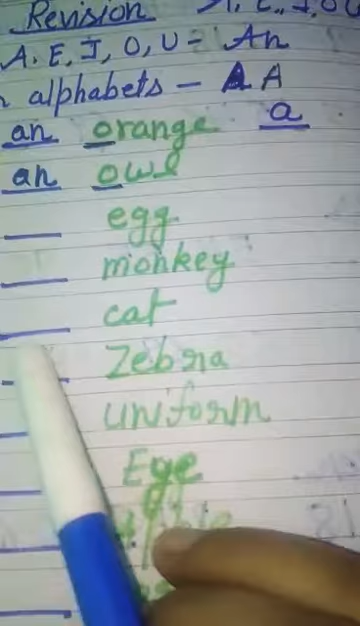 Revision
A, E, I, O, U - An
alphabets - A A
an orange a
an owl
egg
monkey
cat
Zebra
Uniform
Eye